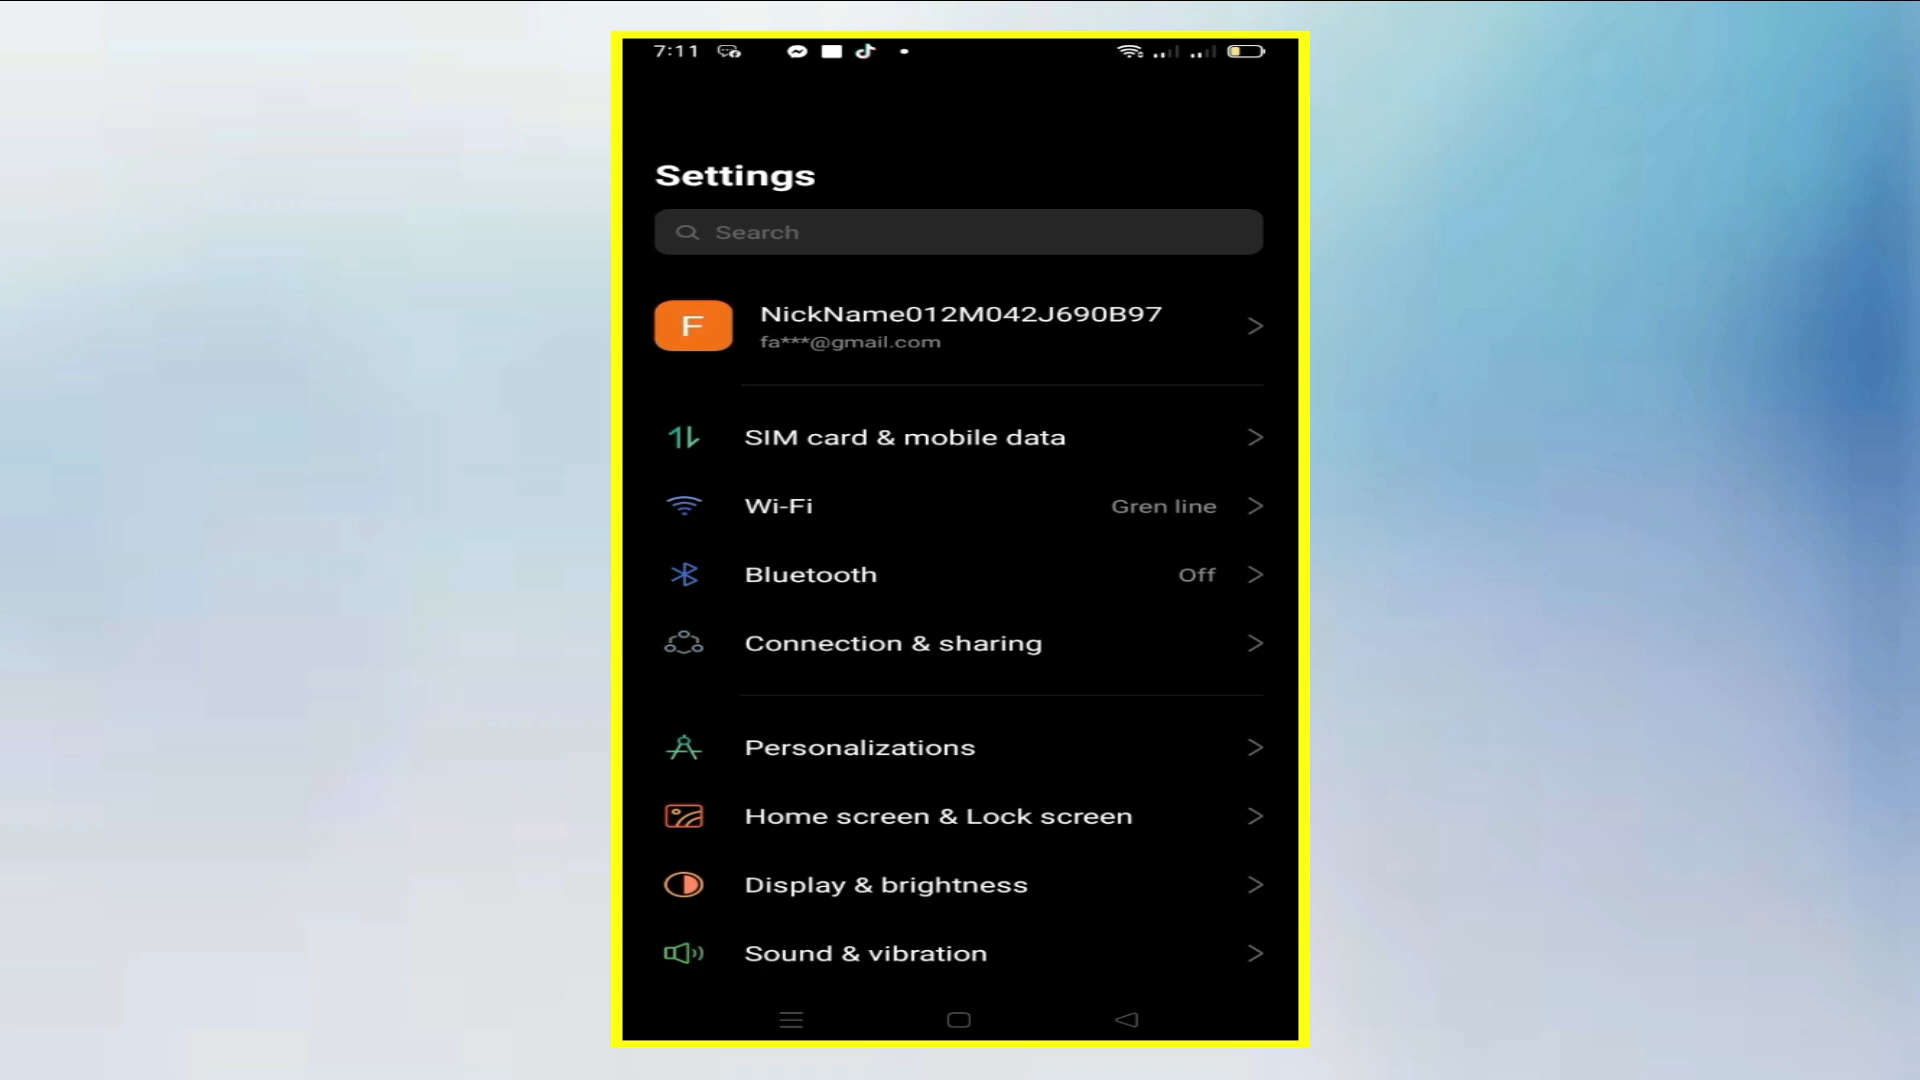 7:11
Settings
Search
F
NickName012M042J690B97
fa***@gmail.com
SIM card & mobile data
Wi-Fi
Gren line
Bluetooth
Off
Connection & sharing
Personalizations
Home screen & Lock screen
Display & brightness
Sound & vibration